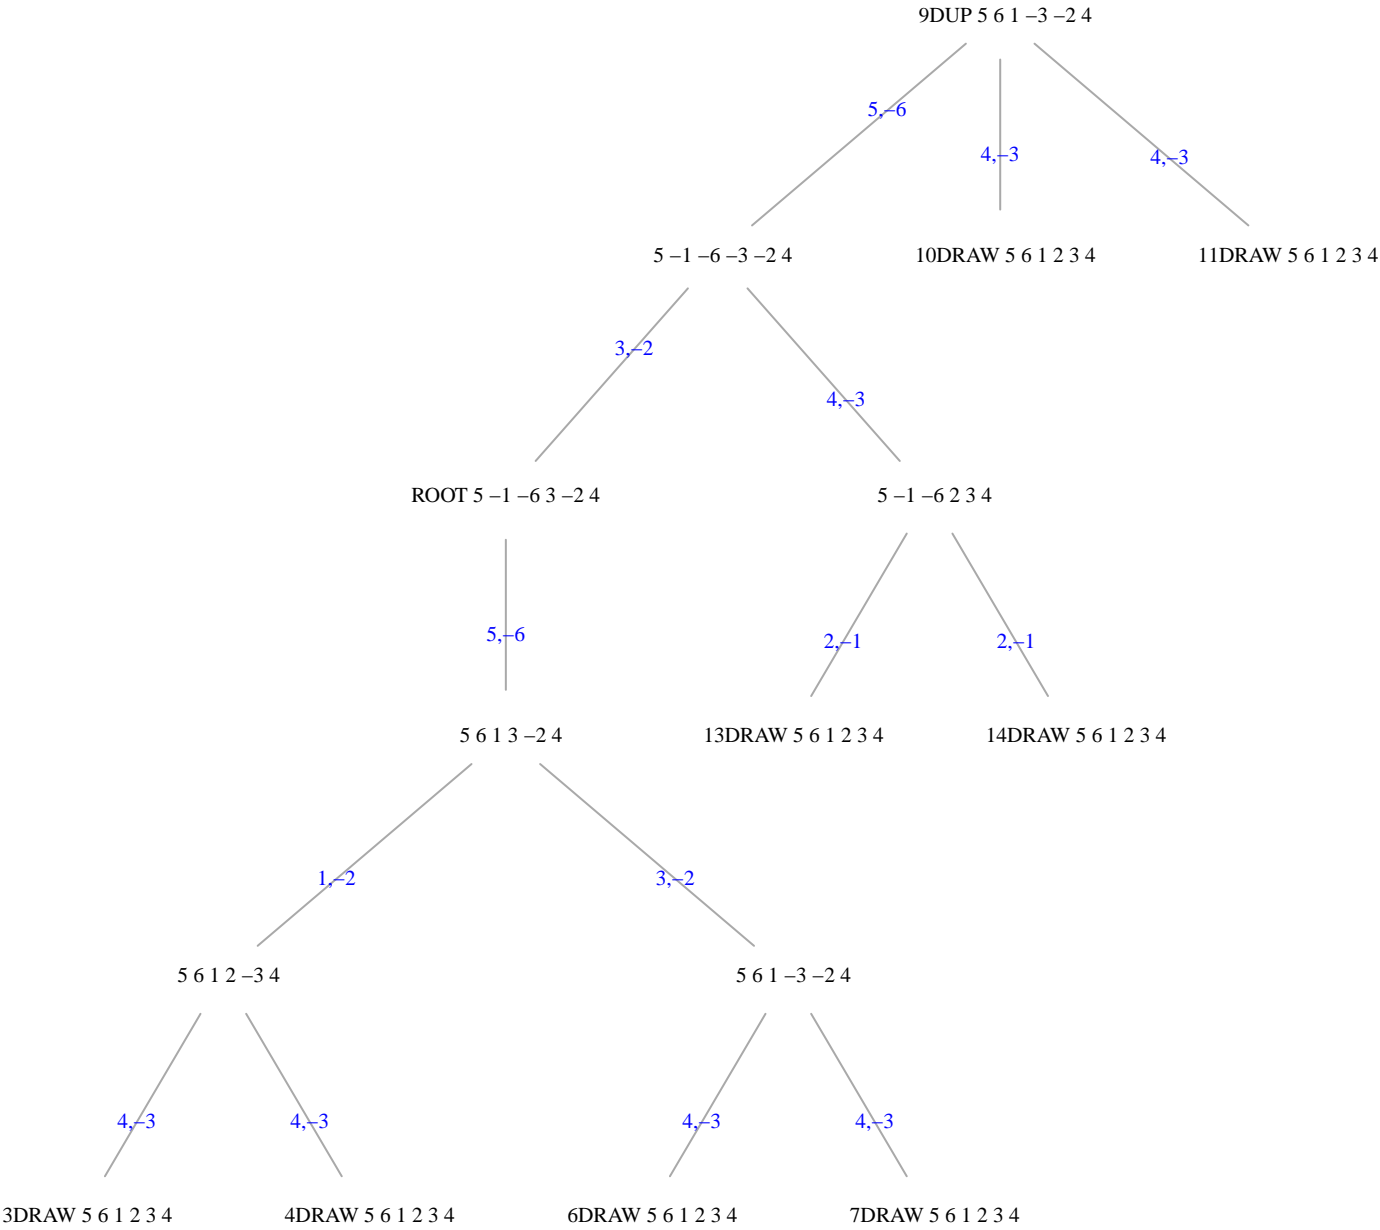 9DUP 5 6 1 –3 –2 4
5,–6
4,–3
4,–3
5 –1 –6 –3 –2 4
10DRAW 5 6 1 2 3 4
11DRAW 5 6 1 2 3 4
3,–2
4,–3
ROOT 5 –1 –6 3 –2 4
5 –1 –6 2 3 4
5,–6
2,–1
2,–1
5 6 1 3 –2 4
13DRAW 5 6 1 2 3 4
14DRAW 5 6 1 2 3 4
1,–2
3,–2
5 6 1 2 –3 4
5 6 1 –3 –2 4
4,–3
4,–3
4,–3
4,–3
3DRAW 5 6 1 2 3 4
4DRAW 5 6 1 2 3 4
6DRAW 5 6 1 2 3 4
7DRAW 5 6 1 2 3 4